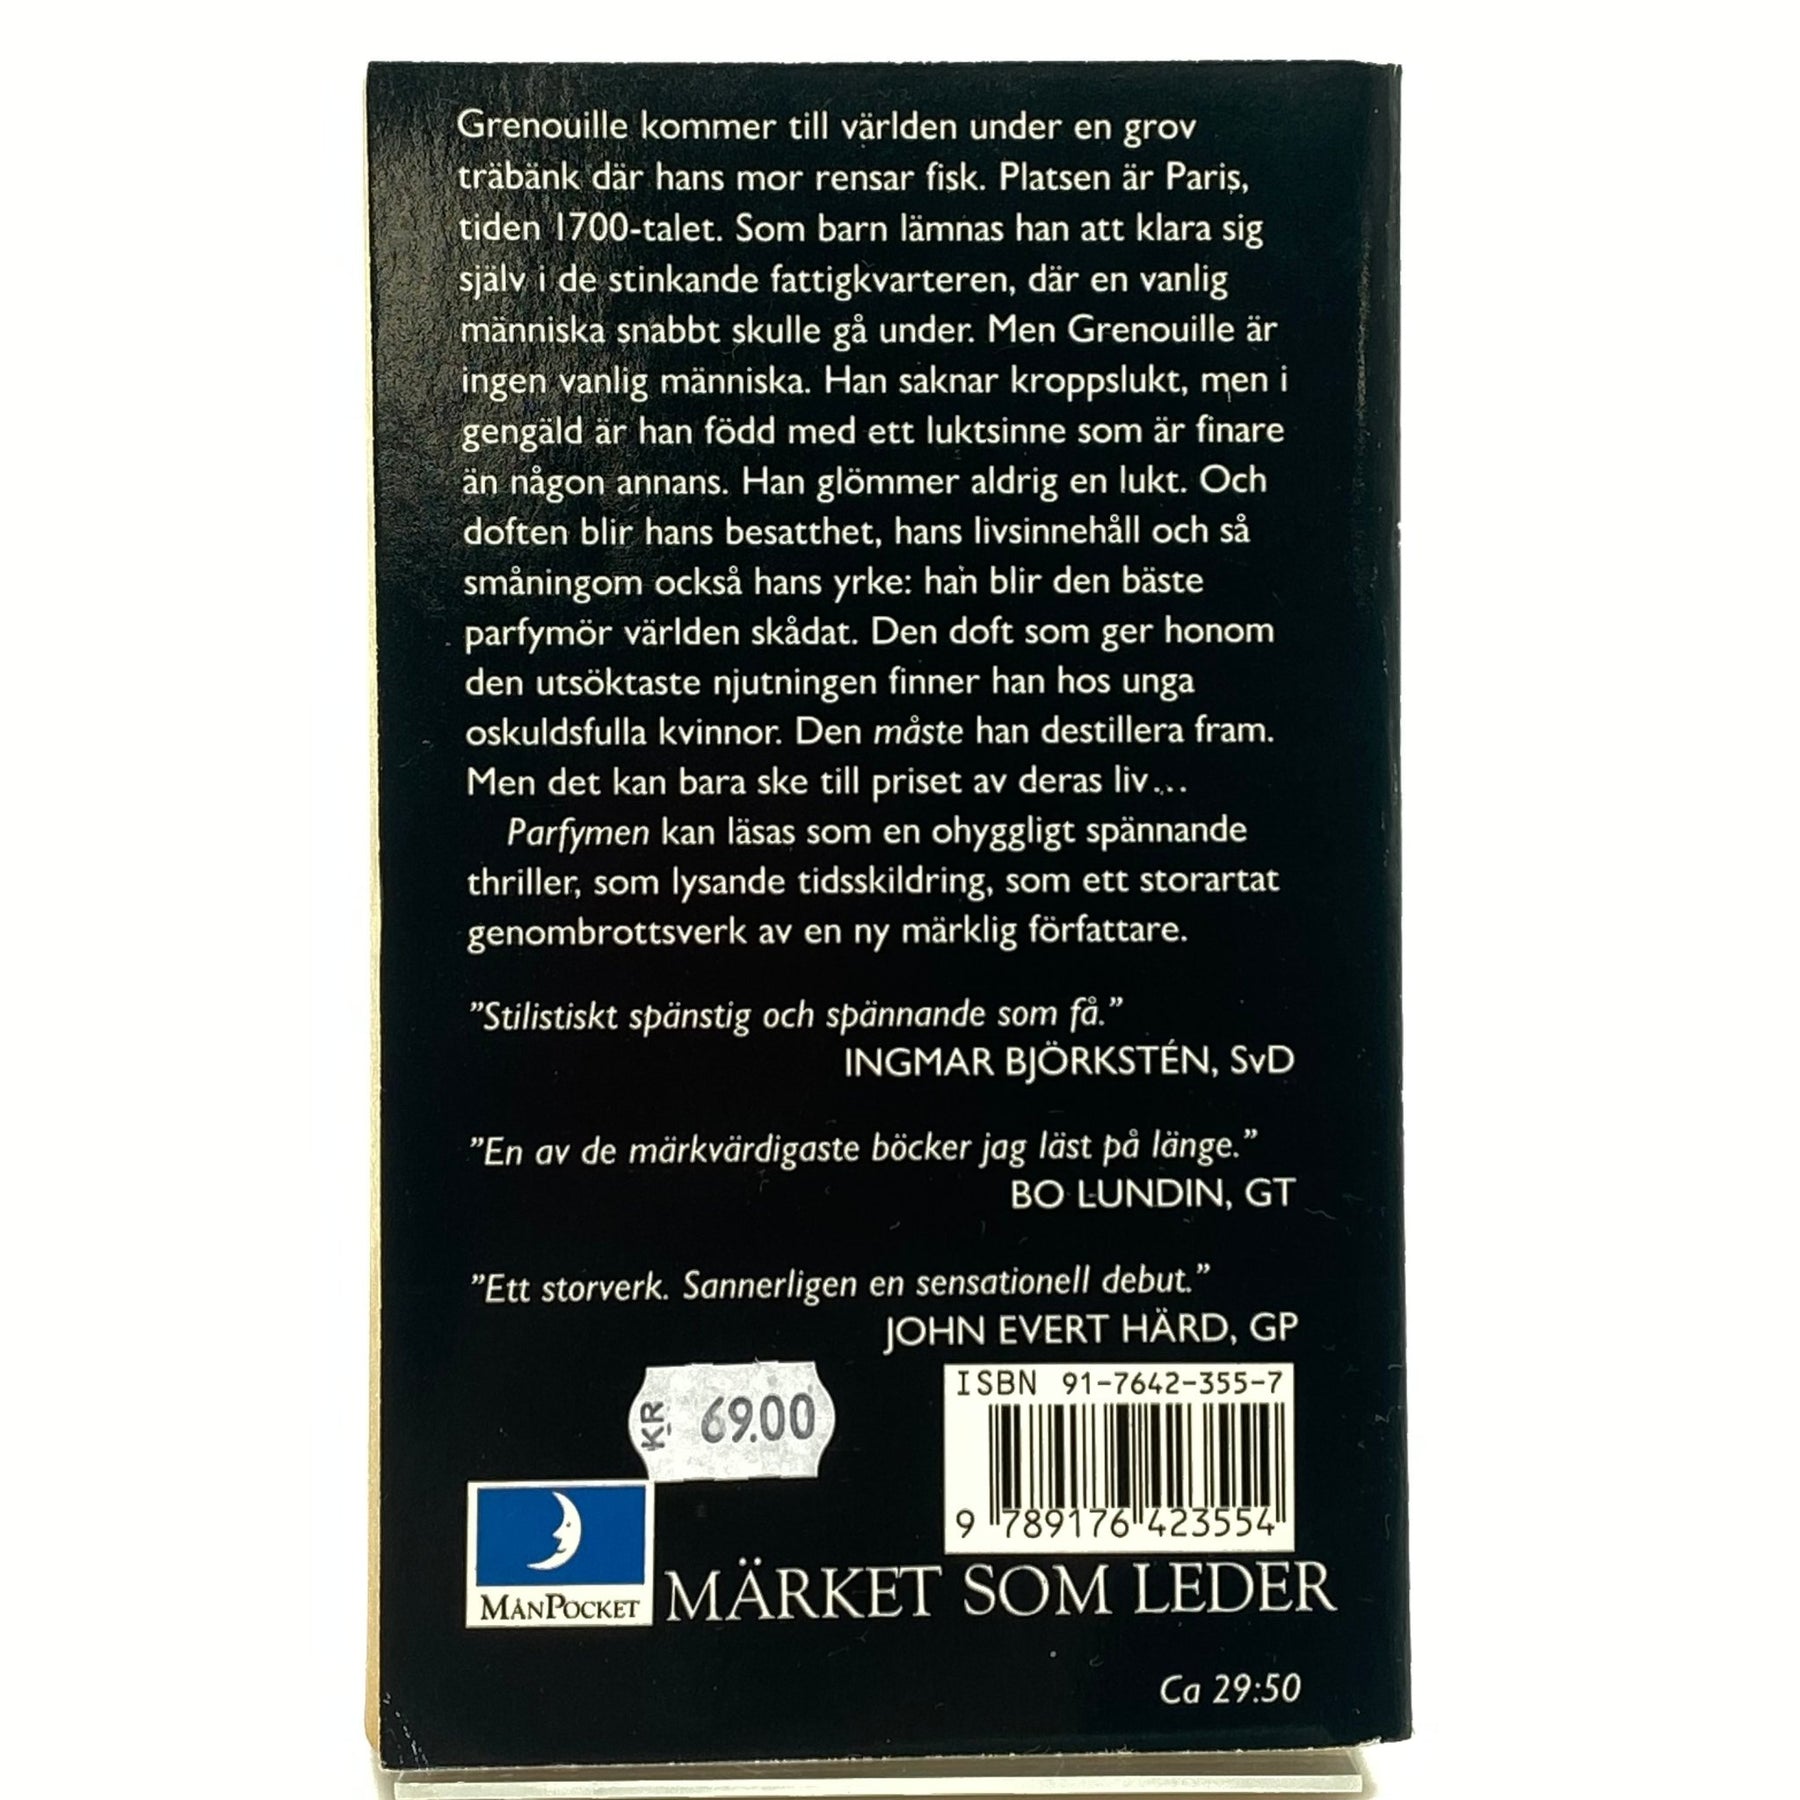 Grenouille kommer till världen under en grov
träbänk där hans mor rensar fisk. Platsen är Paris,
tiden 1700-talet. Som barn lämnas han att klara sig
själv i de stinkande fattigkvarteren, där en vanlig
människa snabbt skulle gå under. Men Grenouille är
ingen vanlig människa. Han saknar kroppslukt, men i
gengäld är han född med ett luktsinne som är finare
än någon annans. Han glömmer aldrig en lukt. Och
doften blir hans besatthet, hans livsinnehåll och så
småningom också hans yrke: han blir den bäste
parfymör världen skådat. Den doft som ger honom
den utsöktaste njutningen finner han hos unga
oskuldsfulla kvinnor. Den måste han destillera fram.
Men det kan bara ske till priset av deras liv...
Parfymen kan läsas som en ohyggligt spännande
thriller, som lysande tidsskildring, som ett storartat
genombrottsverk av en ny märklig författare.
”Stilistiskt spänstig och spännande som få.”
INGMAR BJÖRKSTÉN, SvD
”En av de märkvärdigaste böcker jag läst på länge.”
BO LUNDIN, GT
”Ett storverk. Sannerligen en sensationell debut.”
JOHN EVERT HÄRD, GP
KR 69.00
ISBN 91-7642-355-7
9 789176 423554
MÅNPOCKET
MÄRKET SOM LEDER
Ca 29:50